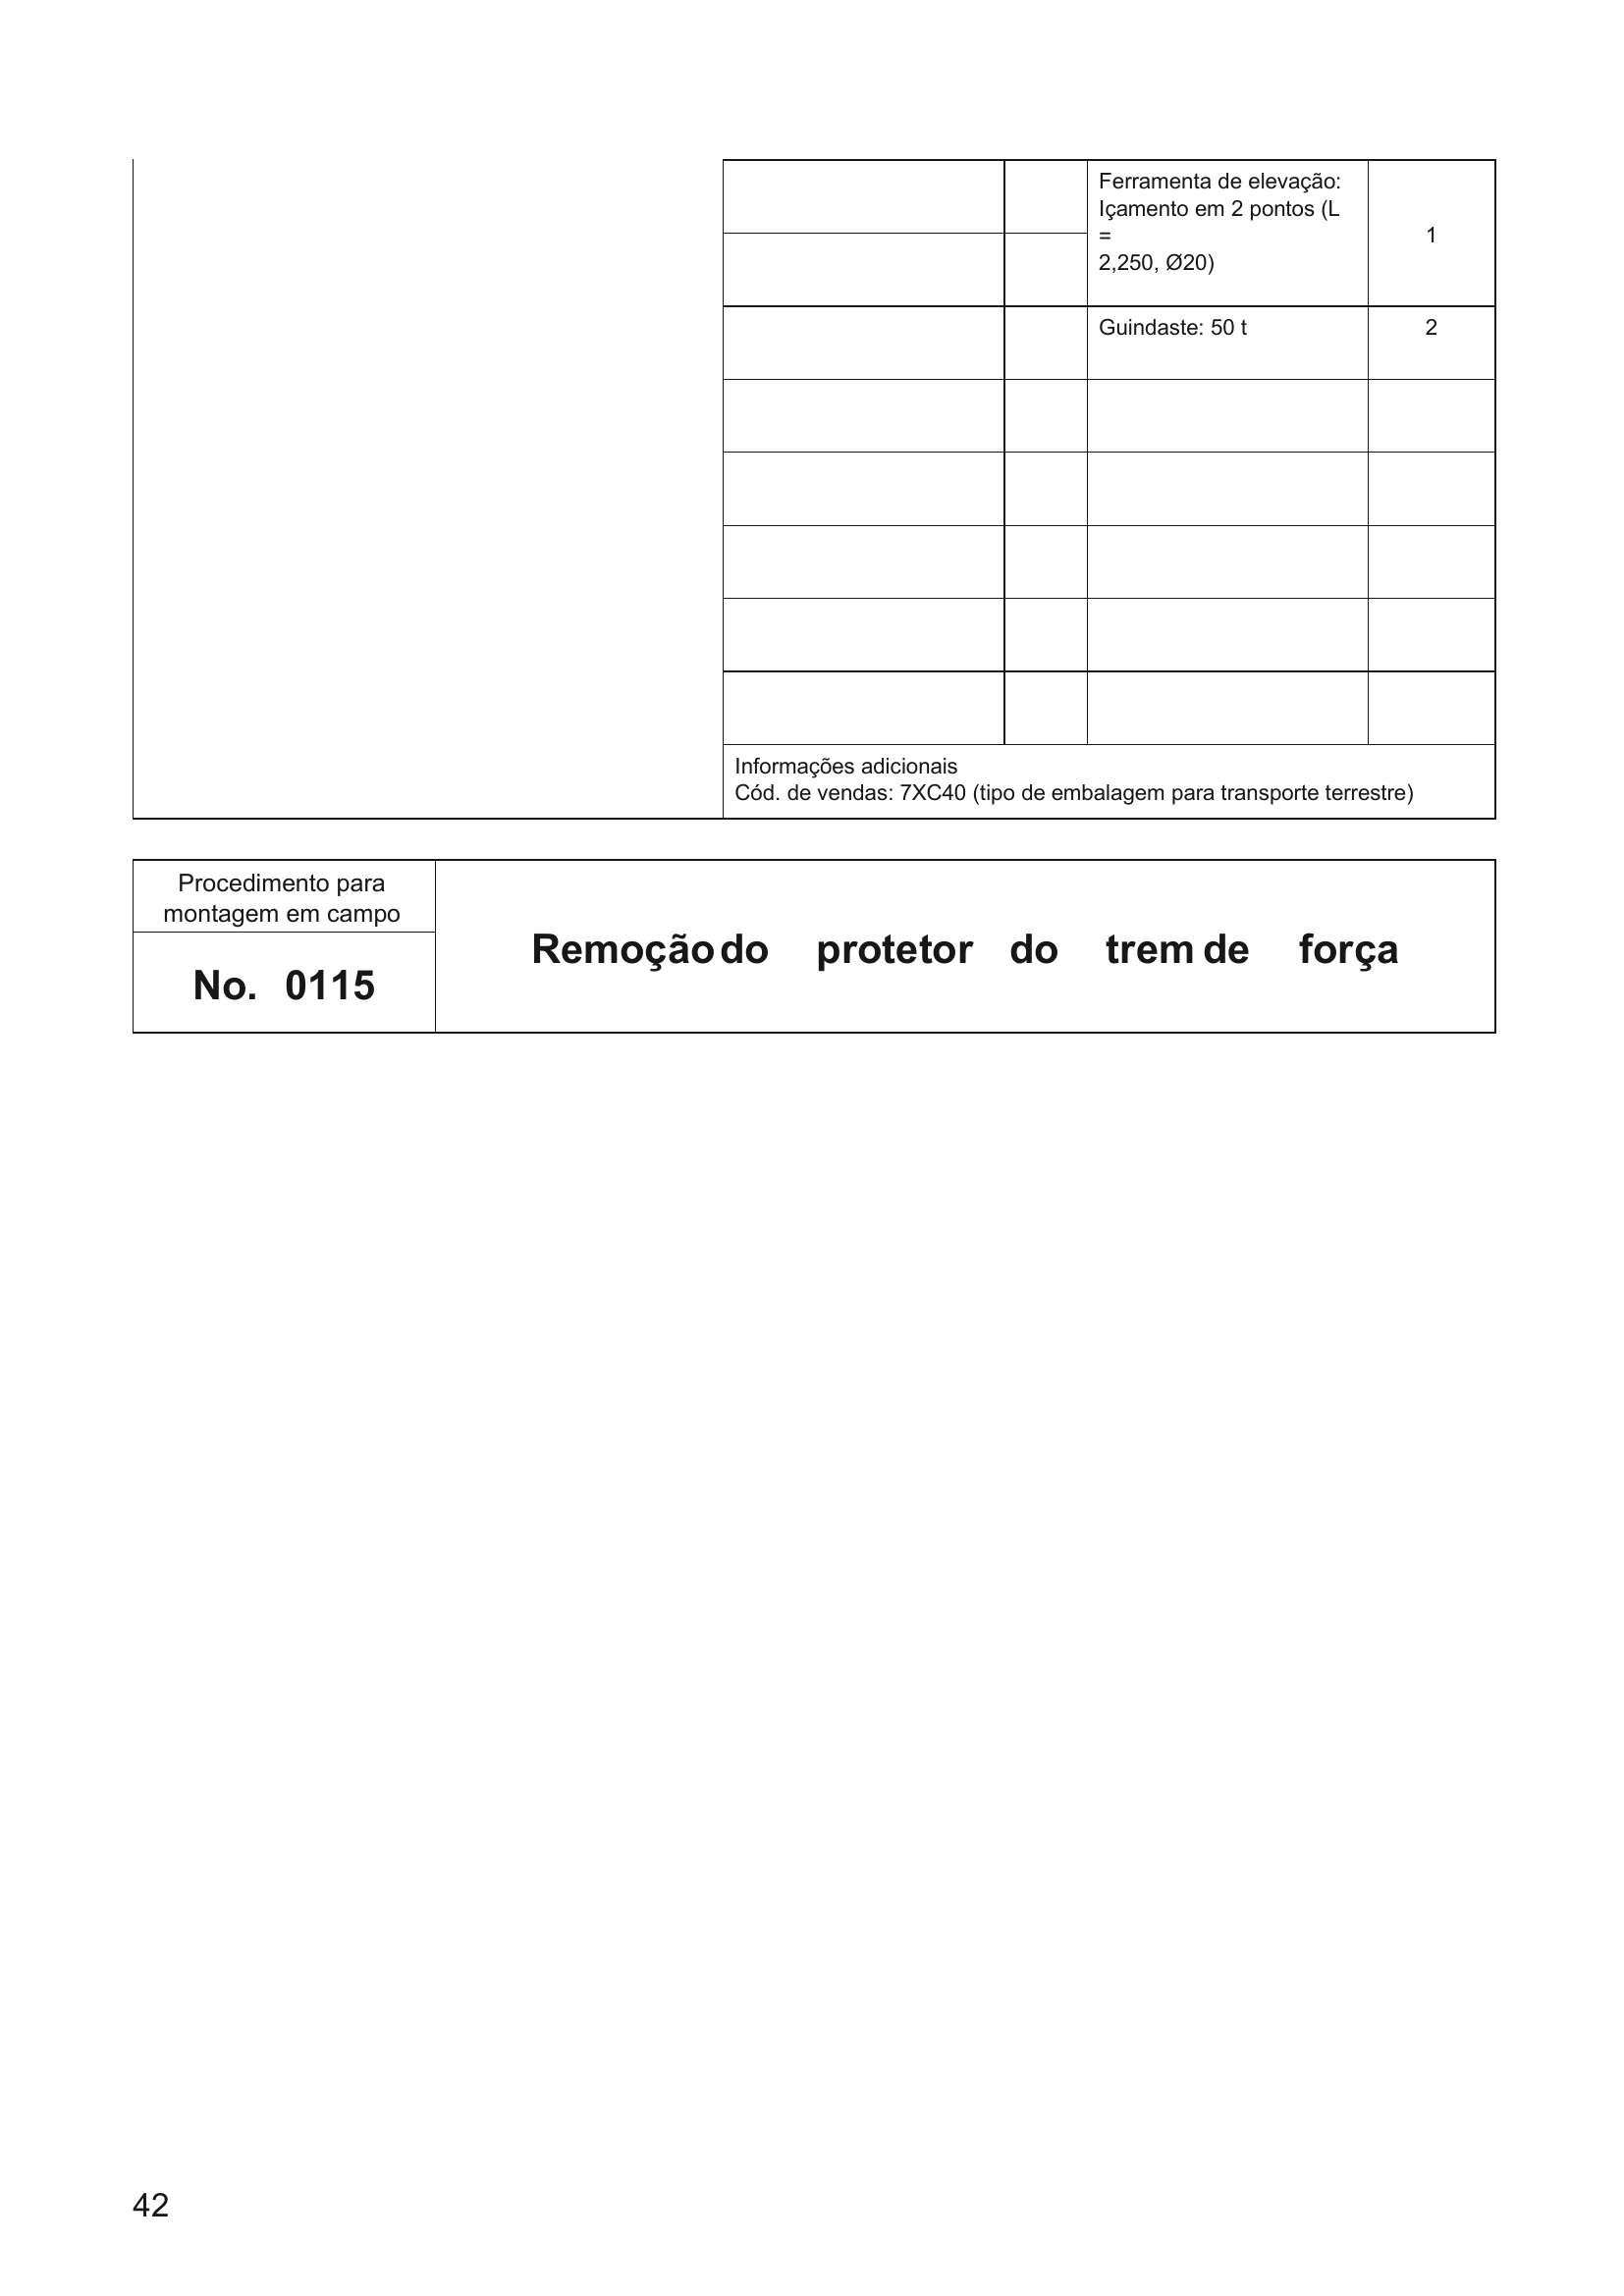 Ferramenta de elevação:
Içamento em 2 pontos (L
=
2,250, Ø20)
1
Guindaste: 50 t
2
Informações adicionais
Cód. de vendas: 7XC40 (tipo de embalagem para transporte terrestre)
Procedimento para
montagem em campo
No. 0115
Remoção do protetor do trem de força
42